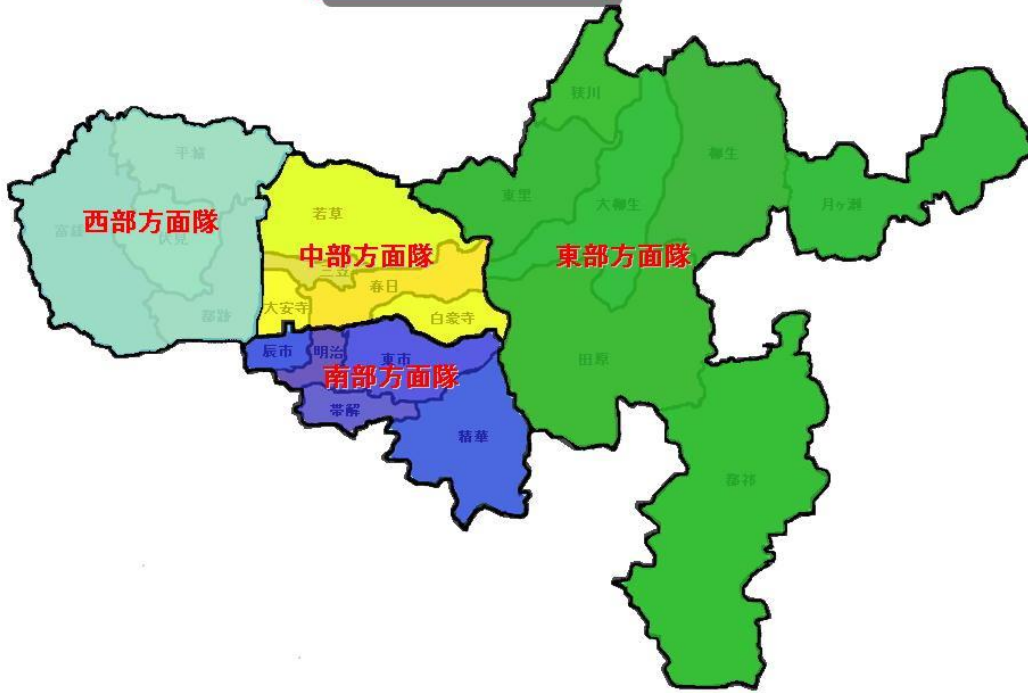 狭川
平城
柳生
東里
大柳生
月ヶ瀬
若草
西部方面隊
伏見
中部方面隊
東部方面隊
三笠
春日
大安寺
白毫寺
辰市
明治
東市
田原
南部方面隊
帯解
精華
都祁